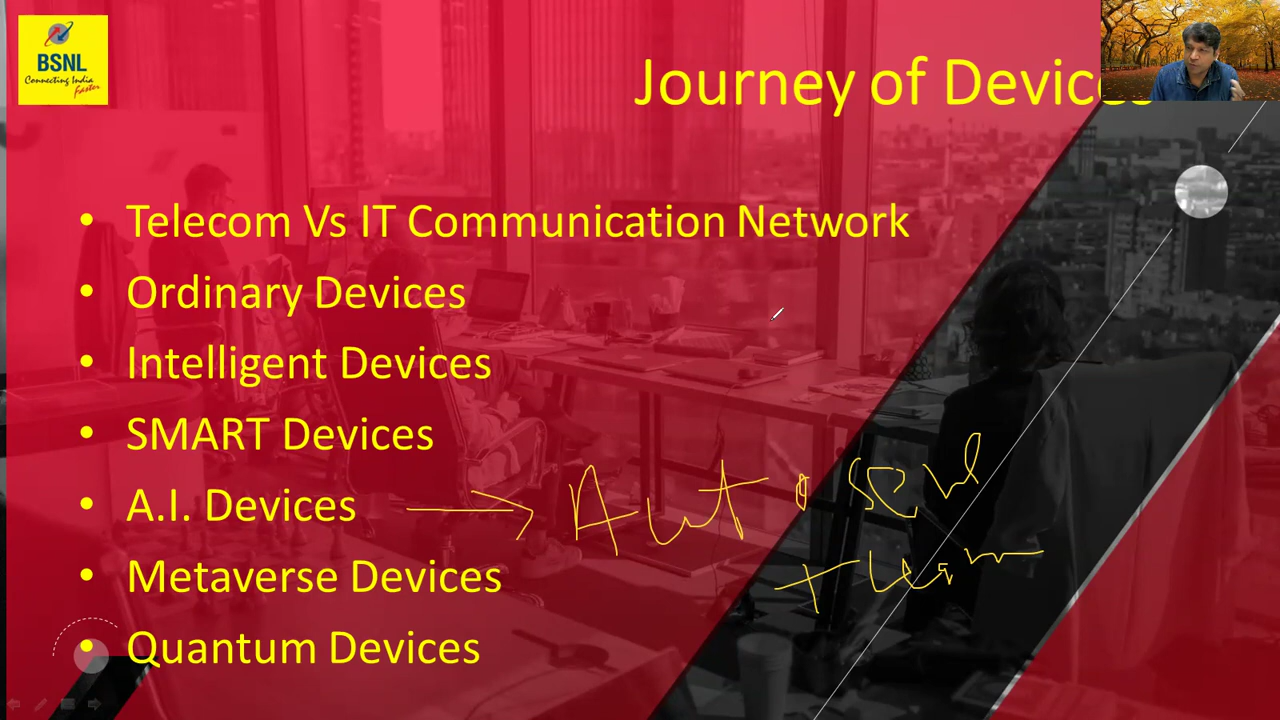 BSNL
Connecting India
Faster
Journey of Devices
• Telecom Vs IT Communication Network
• Ordinary Devices
• Intelligent Devices
• SMART Devices
• A.I. Devices → Auto
• Metaverse Devices
• Quantum Devices